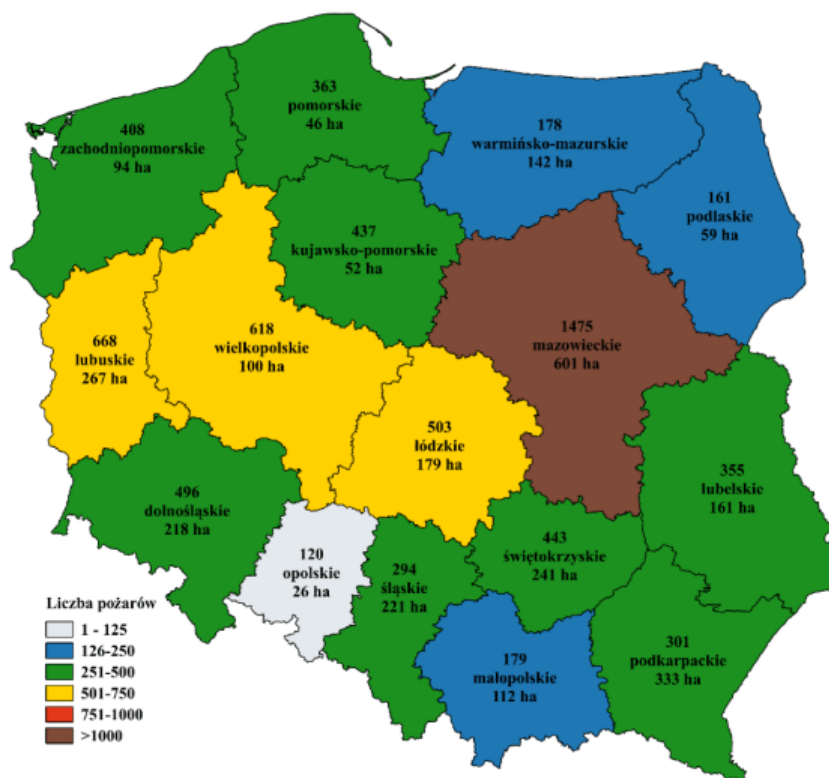 363
pomorskie
46 ha
408
zachodniopomorskie
94 ha
178
warmińsko-mazurskie
142 ha
161
podlaskie
59 ha
437
kujawsko-pomorskie
52 ha
1475
mazowieckie
601 ha
668
lubuskie
267 ha
618
wielkopolskie
100 ha
503
łódzkie
179 ha
355
lubelskie
161 ha
496
dolnośląskie
218 ha
443
świętokrzyskie
241 ha
120
opolskie
26 ha
294
śląskie
221 ha
301
podkarpackie
333 ha
179
małopolskie
112 ha
Liczba pożarów
1 - 125
126-250
251-500
501-750
751-1000
>1000